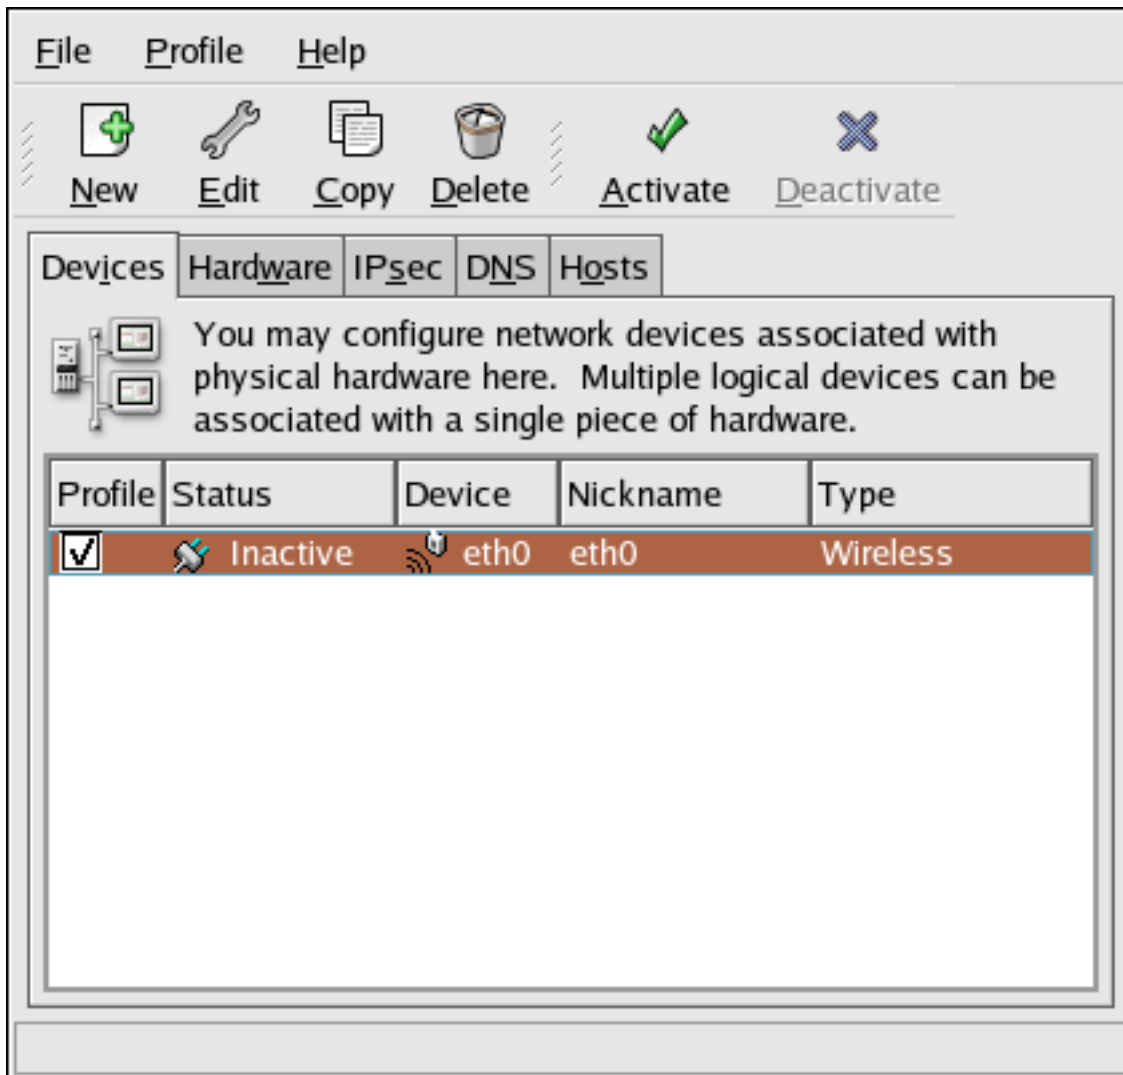 File Profile Help
New Edit Copy Delete Activate Deactivate
Devices Hardware IPsec DNS Hosts
You may configure network devices associated with
physical hardware here.  Multiple logical devices can be
associated with a single piece of hardware.
Profile Status Device Nickname Type
Inactive eth0 eth0 Wireless